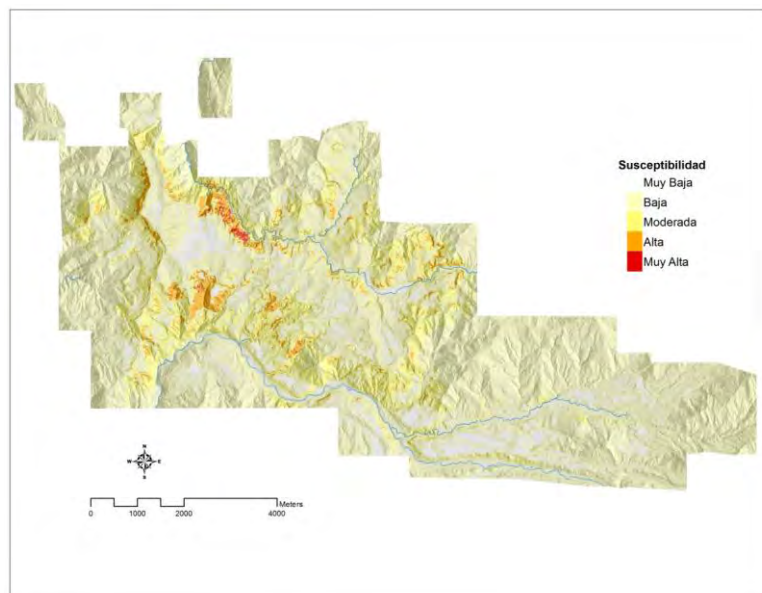 Susceptibilidad
Muy Baja
Baja
Moderada
Alta
Muy Alta
N
W E
S
Meters
0 1000 2000 4000